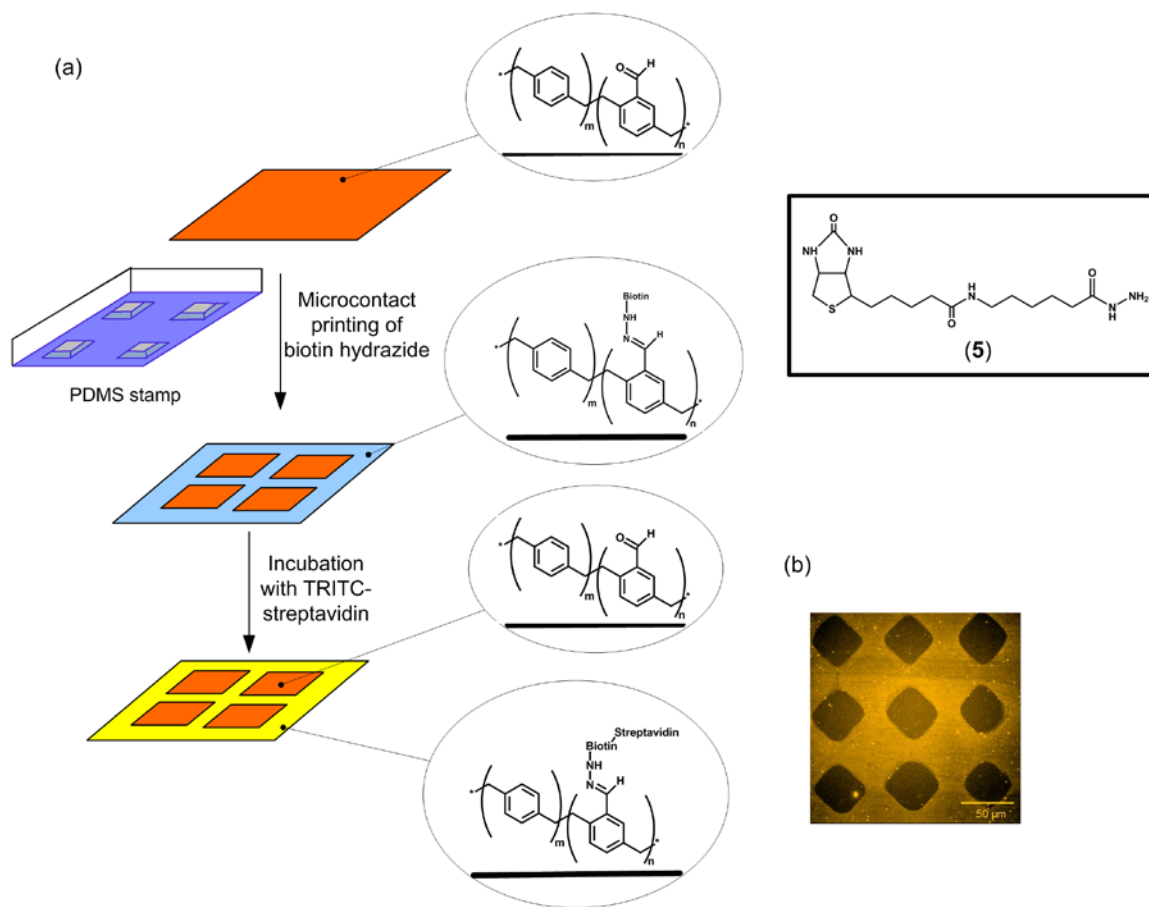 (a)
O
H
*
m
n
*
Microcontact
printing of
biotin hydrazide
PDMS stamp
O
NH
NH
S
O
N
H
O
N
H
NH₂
(5)
Biotin
NH
N
H
*
m
n
*
Incubation
with TRITC-
streptavidin
O
H
*
m
n
*
(b)
50 μm
Streptavidin
Biotin
NH
N
H
*
m
n
*